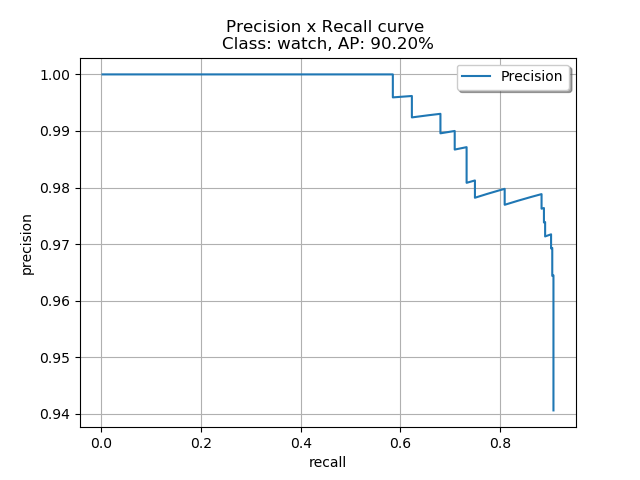 Precision x Recall curve
Class: watch, AP: 90.20%
Precision
1.00
0.99
0.98
0.97
0.96
0.95
0.94
precision
0.0 0.2 0.4 0.6 0.8
recall